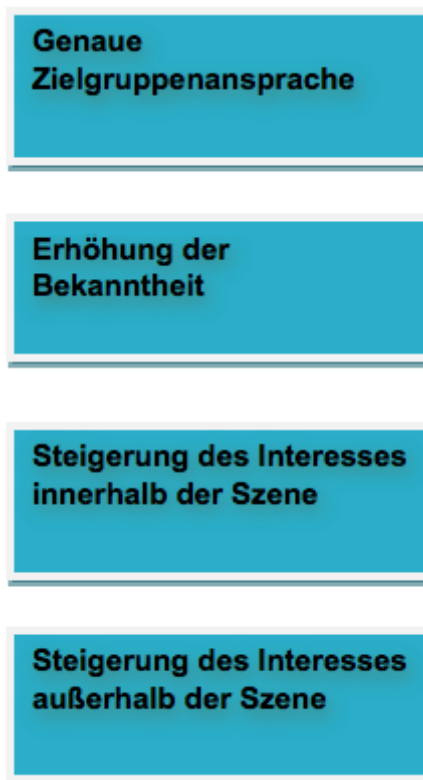 Genaue
Zielgruppenansprache
Erhöhung der
Bekanntheit
Steigerung des Interesses
innerhalb der Szene
Steigerung des Interesses
außerhalb der Szene